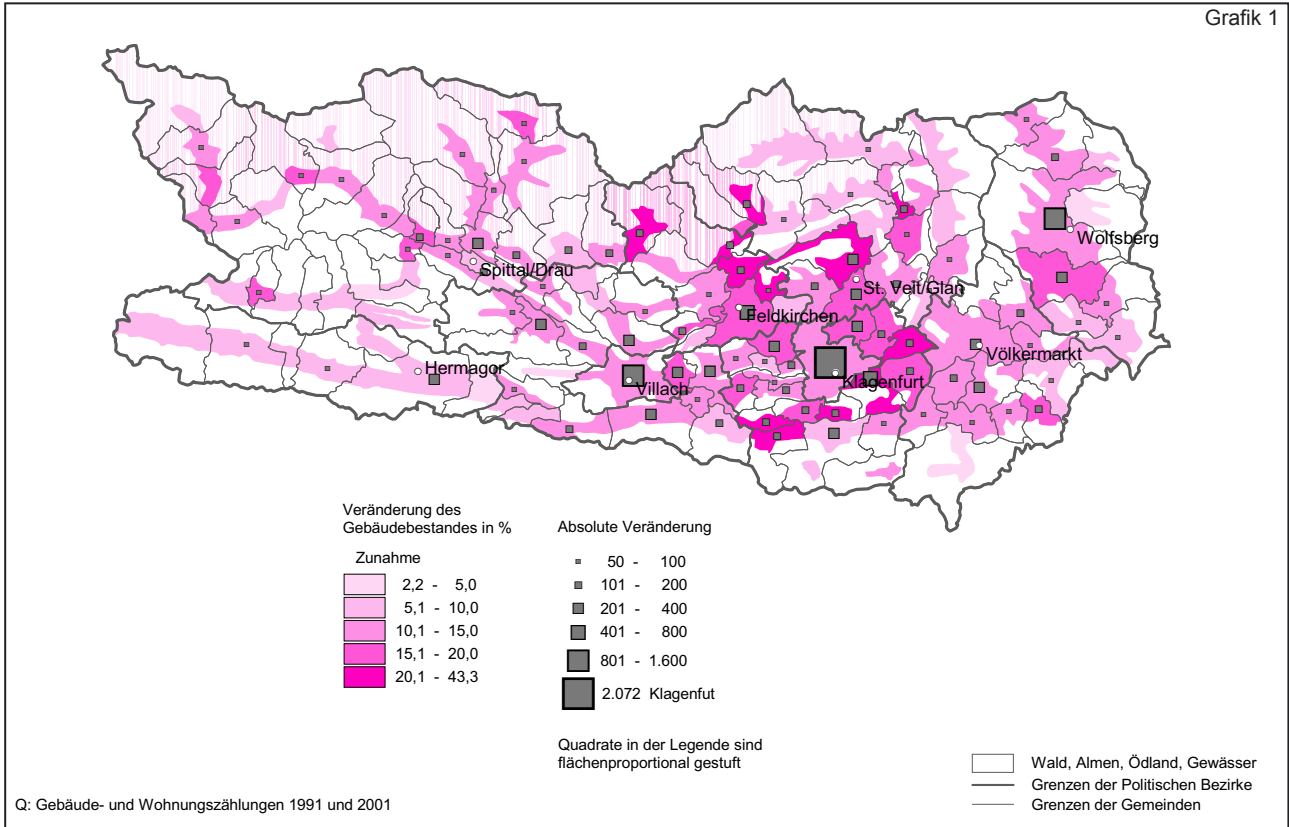 Grafik 1
Wolfsberg
Spittal/Drau
St. Veit/Glan
Feldkirchen
Völkermarkt
Hermagor
Klagenfurt
Villach
Veränderung des
Gebäudebestandes in %
Zunahme
2,2 - 5,0
5,1 - 10,0
10,1 - 15,0
15,1 - 20,0
20,1 - 43,3
Absolute Veränderung
50 - 100
101 - 200
201 - 400
401 - 800
801 - 1.600
2.072 Klagenfut
Quadrate in der Legende sind
flächenproportional gestuft
Wald, Almen, Ödland, Gewässer
Grenzen der Politischen Bezirke
Grenzen der Gemeinden
Q: Gebäude- und Wohnungszählungen 1991 und 2001